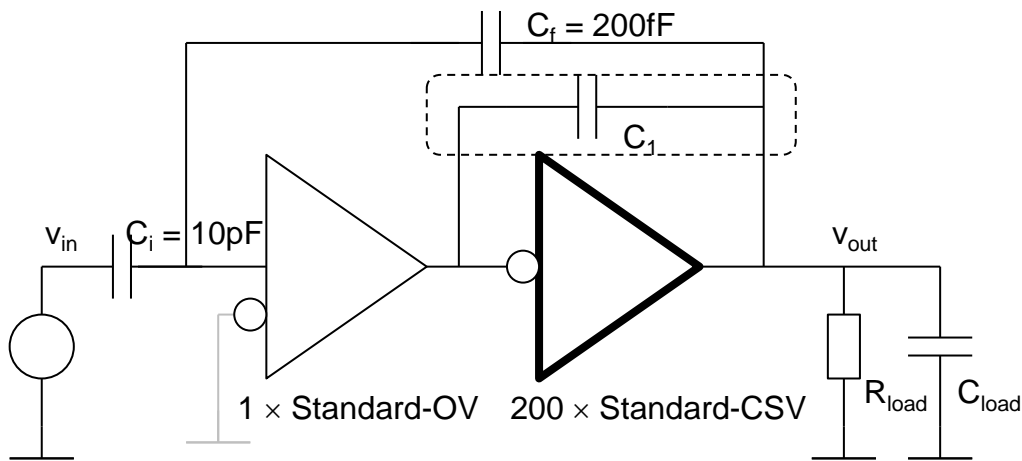 C_f = 200fF
C_1
v_in
C_i = 10pF
v_out
R_load
C_load
1 × Standard-OV
200 × Standard-CSV